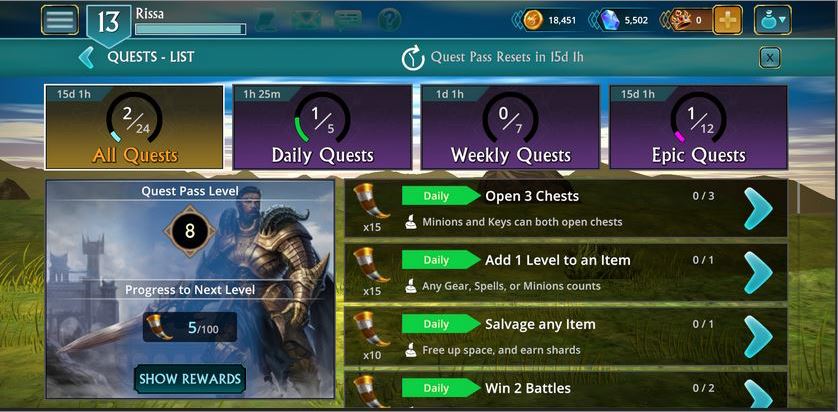 13
Rissa
18,451
5,502
0
QUESTS - LIST
Quest Pass Resets in 15d 1h
X
15d 1h
2/24
All Quests
1h 25m
1/5
Daily Quests
1d 1h
0/7
Weekly Quests
15d 1h
1/12
Epic Quests
Quest Pass Level
8
Progress to Next Level
5/100
SHOW REWARDS
x15
Daily
Open 3 Chests
0 / 3
Minions and Keys can both open chests
x15
Daily
Add 1 Level to an Item
0 / 1
Any Gear, Spells, or Minions counts
x10
Daily
Salvage any Item
0 / 1
Free up space, and earn shards
Daily
Win 2 Battles
0 / 2